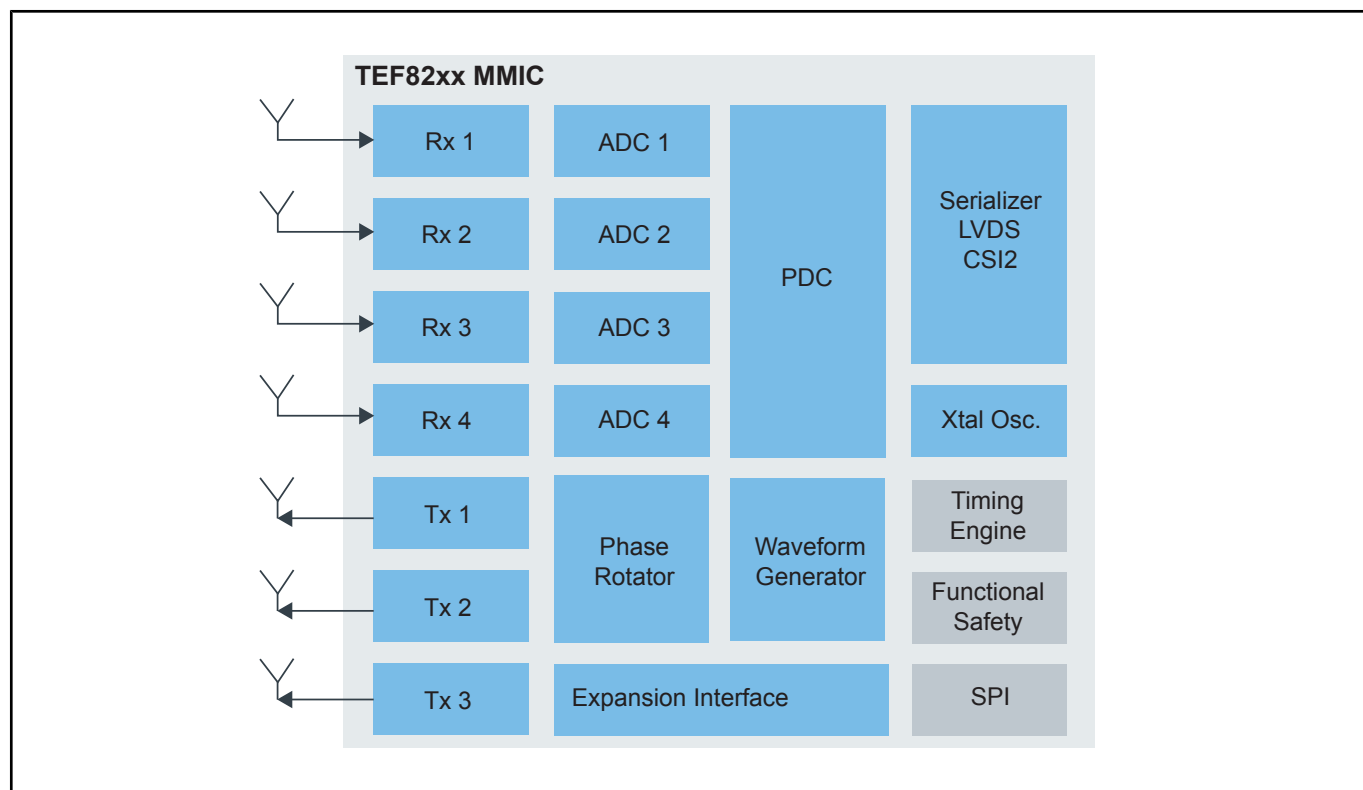 TEF82xx MMIC
Rx 1
ADC 1
Rx 2
ADC 2
Rx 3
ADC 3
Rx 4
ADC 4
PDC
Serializer
LVDS
CSI2
Xtal Osc.
Tx 1
Tx 2
Tx 3
Phase
Rotator
Waveform
Generator
Timing
Engine
Functional
Safety
Expansion Interface
SPI